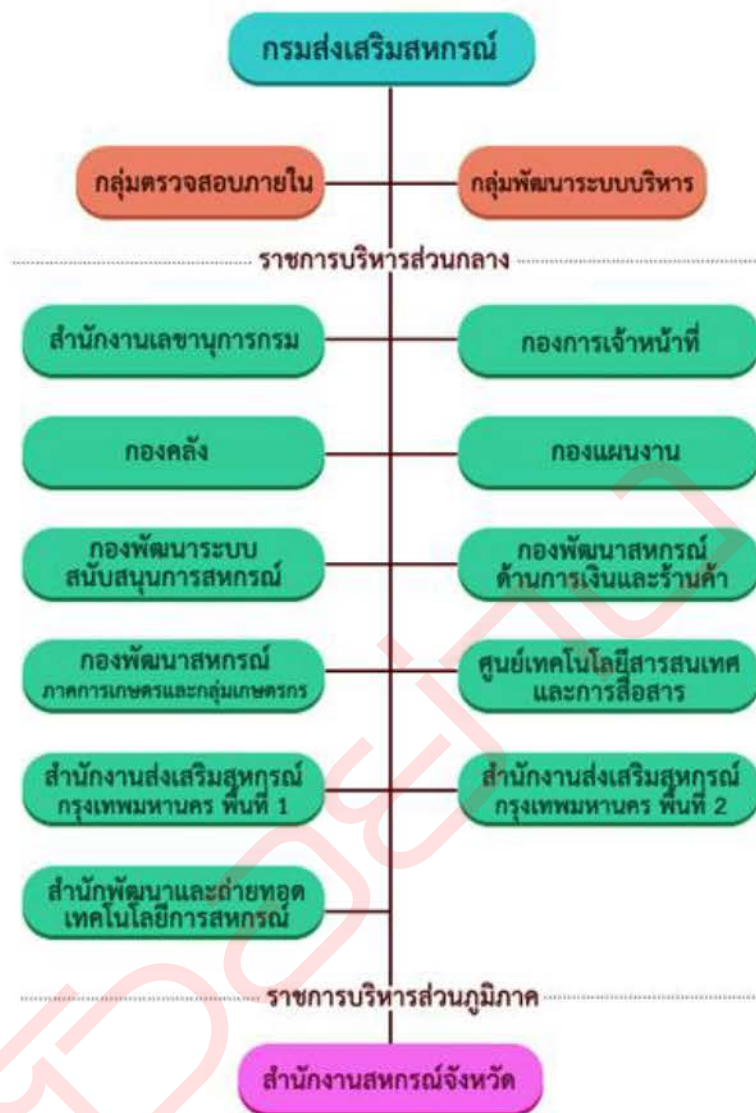 กรมส่งเสริมสหกรณ์
กลุ่มตรวจสอบภายใน
กลุ่มพัฒนาระบบบริหาร
ราชการบริหารส่วนกลาง
สำนักงานเลขานุการกรม
กองการเจ้าหน้าที่
กองคลัง
กองแผนงาน
กองพัฒนาระบบ
สนับสนุนการสหกรณ์
กองพัฒนาสหกรณ์
ด้านการเงินและร้านค้า
กองพัฒนาสหกรณ์
ภาคการเกษตรและกลุ่มเกษตรกร
ศูนย์เทคโนโลยีสารสนเทศ
และการสื่อสาร
สำนักงานส่งเสริมสหกรณ์
กรุงเทพมหานคร พื้นที่ 1
สำนักงานส่งเสริมสหกรณ์
กรุงเทพมหานคร พื้นที่ 2
สำนักพัฒนาและถ่ายทอด
เทคโนโลยีการสหกรณ์
ราชการบริหารส่วนภูมิภาค
สำนักงานสหกรณ์จังหวัด